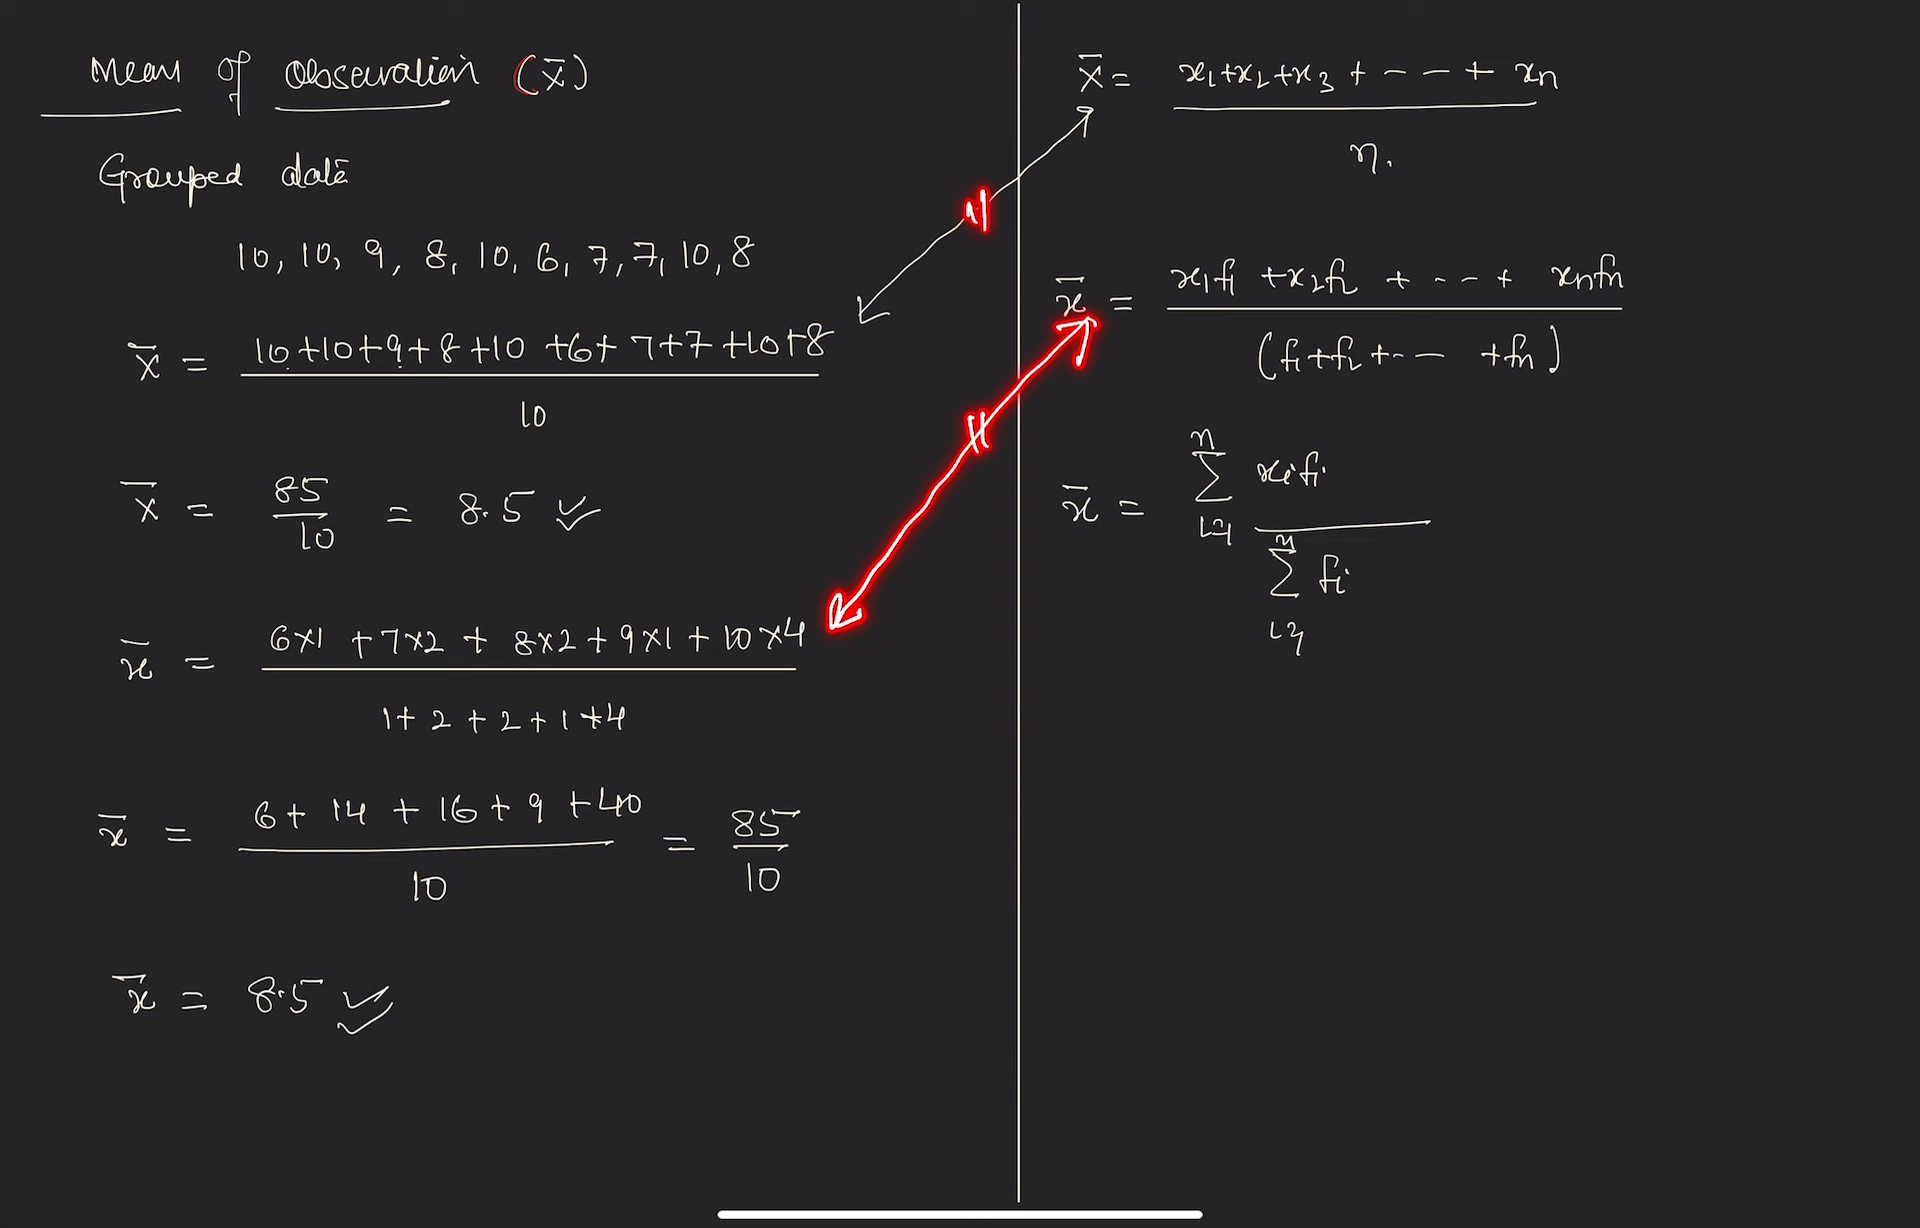 Mean of Observation (x̄)
Grouped data
10, 10, 9, 8, 10, 6, 7, 7, 10, 8
x̄ = 10+10+9+8+10+6+7+7+10+8
10
x̄ = 85/10 = 8.5
x̄ = 6×1 + 7×2 + 8×2 + 9×1 + 10×4
1 + 2 + 2 + 1 + 4
x̄ = 6 + 14 + 16 + 9 + 40 = 85
10 10
x̄ = 8.5
x̄ = x₁+x₂+x₃ + - - - + xn
n.
x̄ = x₁f₁ + x₂f₂ + - - + xnfn
(f₁+f₂ + - - + fn)
n
x̄ = ∑ xifi
i=1
n
∑ fi
i=1